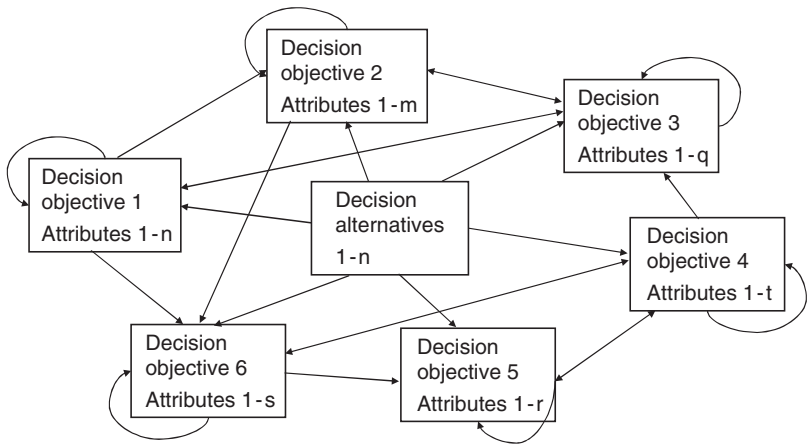 Decision
objective 2
Attributes 1-m
Decision
objective 3
Attributes 1-q
Decision
objective 1
Attributes 1-n
Decision
alternatives
1-n
Decision
objective 4
Attributes 1-t
Decision
objective 6
Attributes 1-s
Decision
objective 5
Attributes 1-r